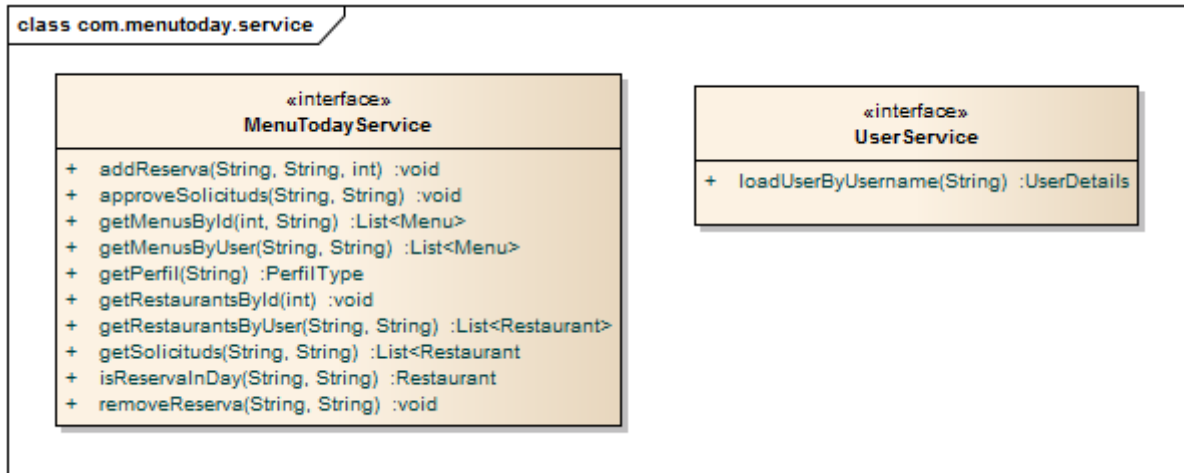 class com.menutoday.service
«interface»
MenuTodayService
+ addReserva(String, String, int) :void
+ approveSolicituds(String, String) :void
+ getMenusById(int, String) :List<Menu>
+ getMenusByUser(String, String) :List<Menu>
+ getPerfil(String) :PerfilType
+ getRestaurantsById(int) :void
+ getRestaurantsByUser(String, String) :List<Restaurant>
+ getSolicituds(String, String) :List<Restaurant
+ isReservaInDay(String, String) :Restaurant
+ removeReserva(String, String) :void
«interface»
UserService
+ loadUserByUsername(String) :UserDetails